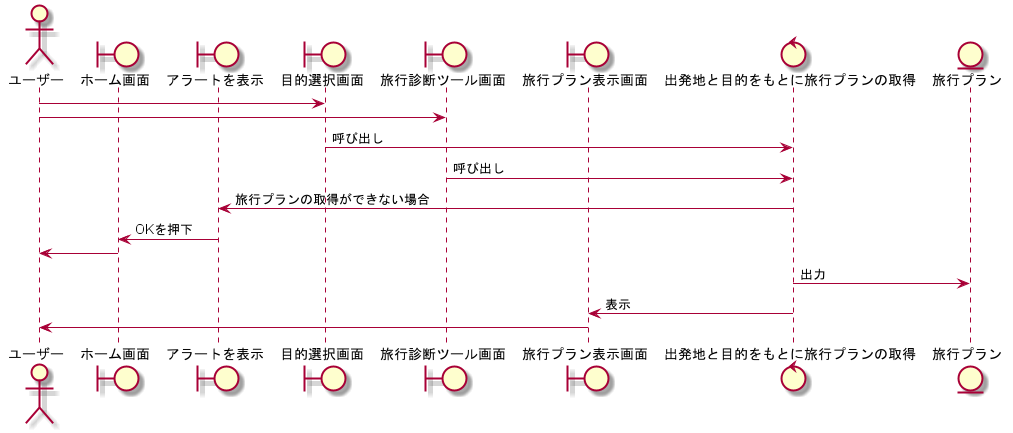 ユーザー ホーム画面 アラートを表示 目的選択画面 旅行診断ツール画面 旅行プラン表示画面 出発地と目的をもとに旅行プランの取得 旅行プラン
呼び出し
呼び出し
旅行プランの取得ができない場合
OKを押下
出力
表示
ユーザー ホーム画面 アラートを表示 目的選択画面 旅行診断ツール画面 旅行プラン表示画面 出発地と目的をもとに旅行プランの取得 旅行プラン